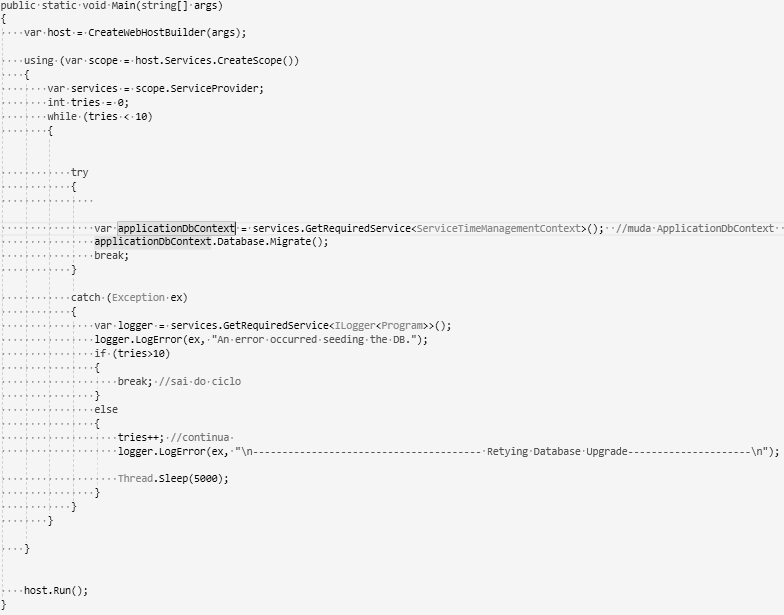 public static void Main(string[] args)
{
    var host = CreateWebHostBuilder(args);
    using (var scope = host.Services.CreateScope())
    {
        var services = scope.ServiceProvider;
        int tries = 0;
        while (tries < 10)
        {
            try
            {
                var applicationDbContext = services.GetRequiredService<ServiceTimeManagementContext>(); //muda ApplicationDbContext
                applicationDbContext.Database.Migrate();
                break;
            }
            catch (Exception ex)
            {
                var logger = services.GetRequiredService<ILogger<Program>>();
                logger.LogError(ex, "An error occurred seeding the DB.");
                if (tries>10)
                {
                    break; //sai do ciclo
                }
                else
                {
                    tries++; //continua
                    logger.LogError(ex, "\n--------------------------------------- Retying Database Upgrade---------------------\n");
                    Thread.Sleep(5000);
                }
            }
        }
    }
    host.Run();
}